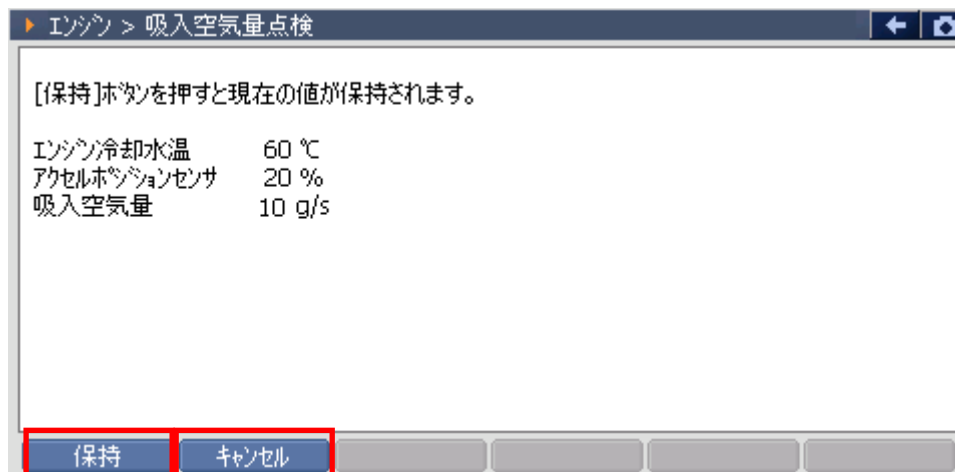 エンジン > 吸入空気量点検
[保持]ボタンを押すと現在の値が保持されます。
エンジン冷却水温 60 ℃
アクセルポジションセンサ 20 %
吸入空気量 10 g/s
保持 キャンセル